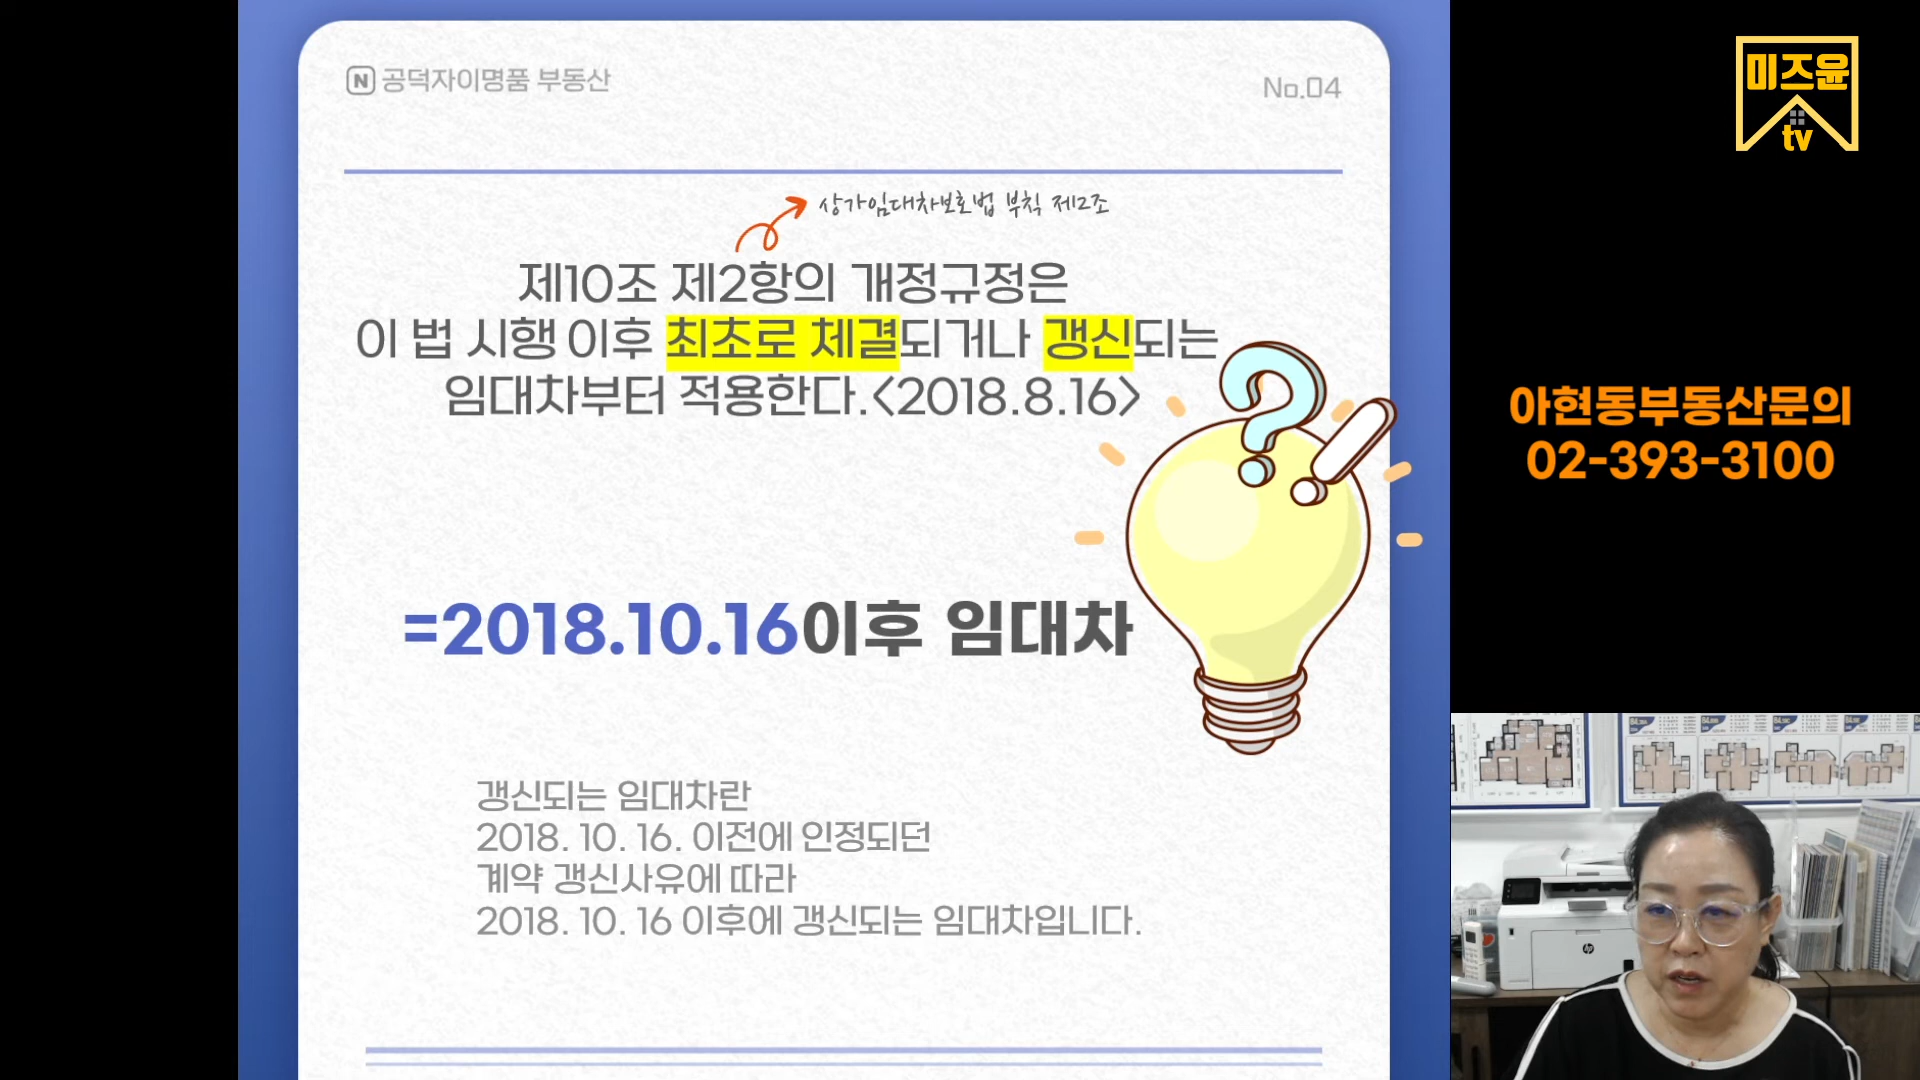 N 공덕자이명품 부동산
No.04
상가임대차보호법 부칙 제2조
제10조 제2항의 개정규정은
이 법 시행 이후 최초로 체결되거나 갱신되는
임대차부터 적용한다.<2018.8.16>
=2018.10.16이후 임대차
갱신되는 임대차란
2018. 10. 16. 이전에 인정되던
계약 갱신사유에 따라
2018. 10. 16 이후에 갱신되는 임대차입니다.
미즈윤
tv
아현동부동산문의
02-393-3100
hp